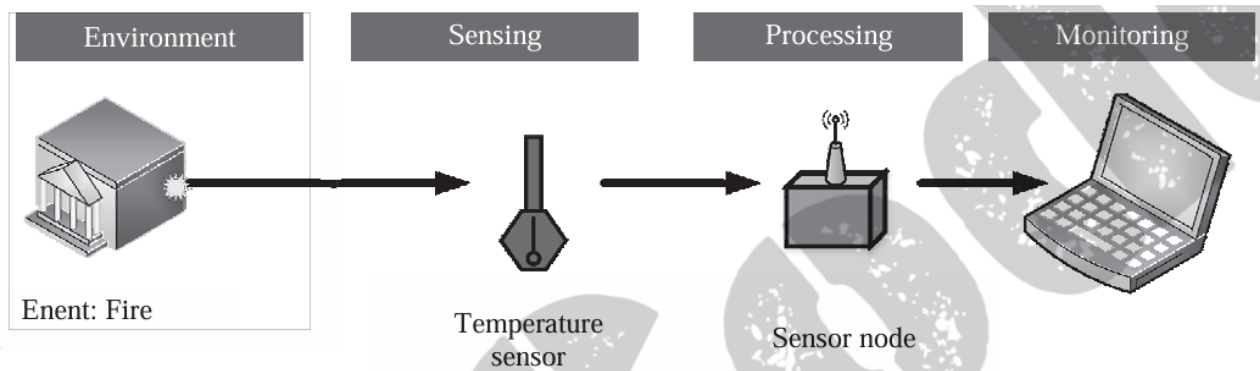 Environment
Sensing
Processing
Monitoring
Enent: Fire
Temperature
sensor
Sensor node